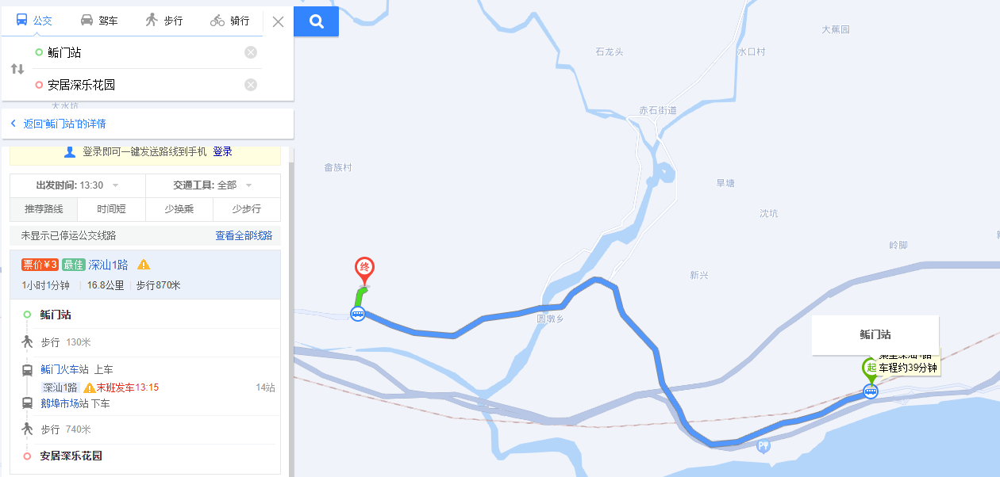 公交
驾车
步行
骑行
鲘门站
安居深乐花园
大水坑
返回"鲘门站"的详情
登录即可一键发送路线到手机 登录
出发时间: 13:30
交通工具: 全部
推荐路线
时间短
少换乘
少步行
未显示已停运公交线路
查看全部线路
票价¥3 最佳 深汕1路
1小时1分钟 16.8公里 步行870米
鲘门站
步行 130米
鲘门火车站 上车
深汕1路 末班发车13:15
14站
鹅埠市场站 下车
步行 740米
安居深乐花园
大蕉园
石龙头
水口村
赤石街道
畲族村
旱塘
沈坑
岭脚
新兴
终
圆墩乡
鲘门站
起
车程约39分钟
P